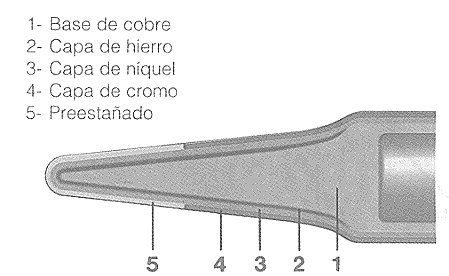 1- Base de cobre
2- Capa de hierro
3- Capa de níquel
4- Capa de cromo
5- Preestañado
5 4 3 2 1